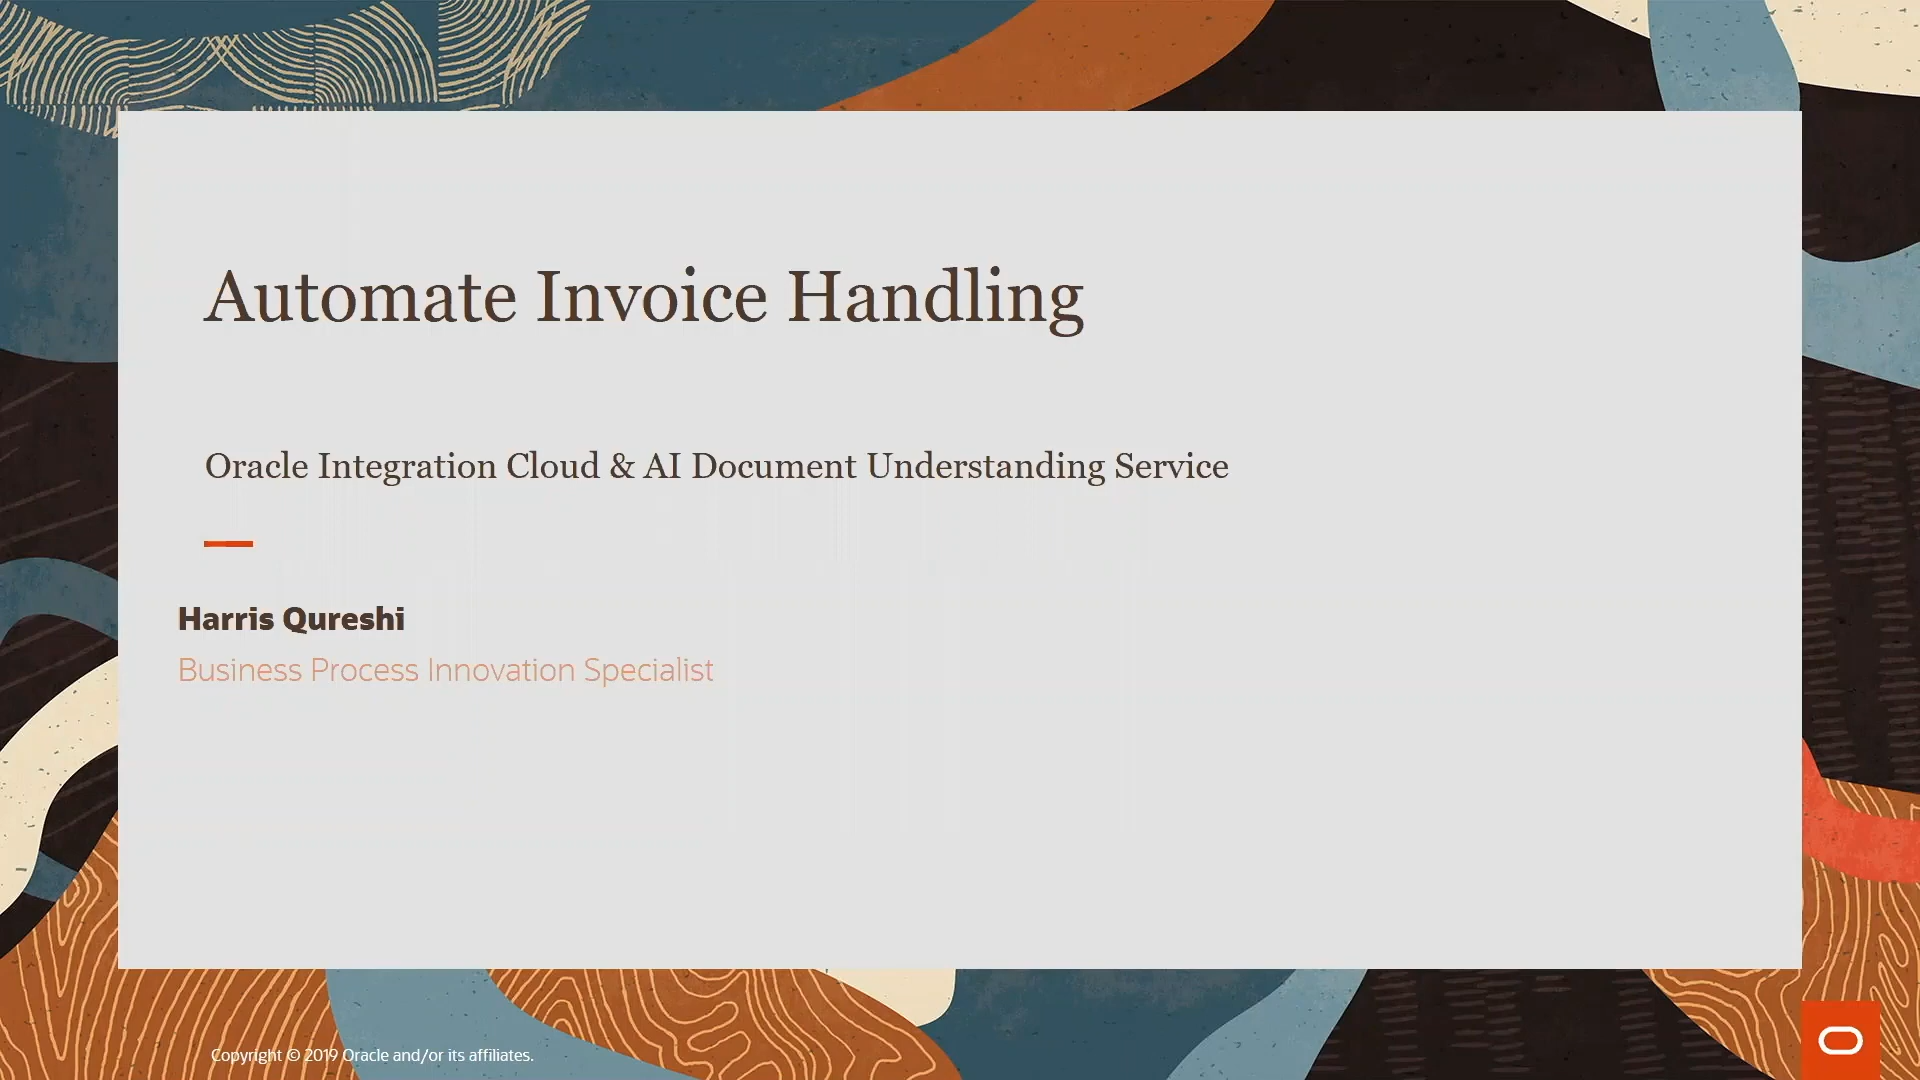 Automate Invoice Handling
Oracle Integration Cloud & AI Document Understanding Service
Harris Qureshi
Business Process Innovation Specialist
Copyright © 2019 Oracle and/or its affiliates.